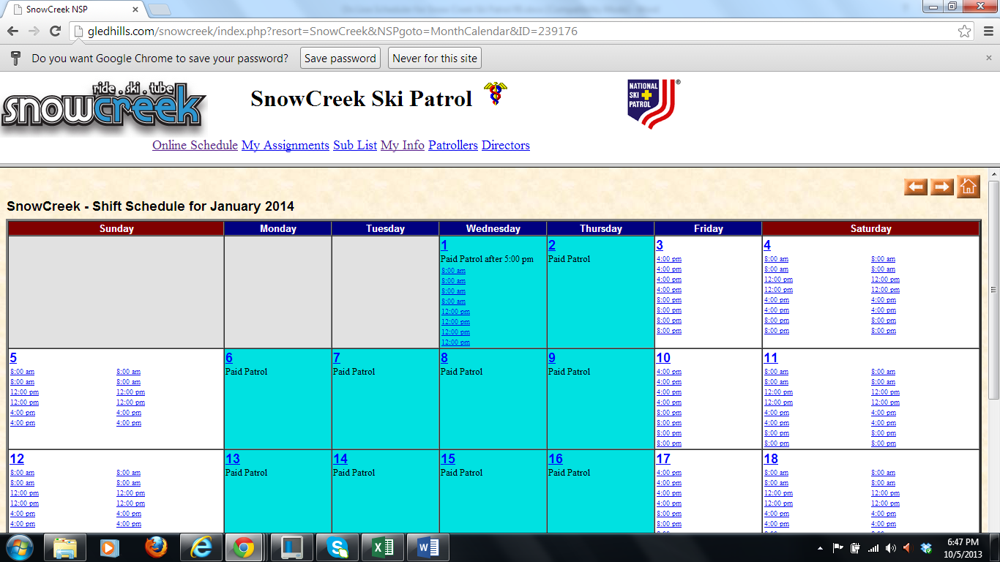 SnowCreek NSP
gledhills.com/snowcreek/index.php?resort=SnowCreek&NSPgoto=MonthCalendar&ID=239176
Do you want Google Chrome to save your password? Save password Never for this site
ride . ski . tube
snowcreek
SnowCreek Ski Patrol
NATIONAL
SKI
PATROL
®
Online Schedule My Assignments Sub List My Info Patrollers Directors
SnowCreek - Shift Schedule for January 2014
Sunday Monday Tuesday Wednesday Thursday Friday Saturday
1 2 3 4
Paid Patrol after 5:00 pm Paid Patrol 4:00 pm 8:00 am 8:00 am
8:00 am 4:00 pm 8:00 am 8:00 am
8:00 am 4:00 pm 12:00 pm 12:00 pm
8:00 am 4:00 pm 12:00 pm 12:00 pm
8:00 am 8:00 pm 4:00 pm 4:00 pm
12:00 pm 8:00 pm 4:00 pm 4:00 pm
12:00 pm 8:00 pm 8:00 pm 8:00 pm
12:00 pm 8:00 pm 8:00 pm 8:00 pm
12:00 pm
5 6 7 8 9 10 11
8:00 am 8:00 am Paid Patrol Paid Patrol Paid Patrol Paid Patrol 4:00 pm 8:00 am 8:00 am
8:00 am 8:00 am 4:00 pm 8:00 am 8:00 am
12:00 pm 12:00 pm 4:00 pm 12:00 pm 12:00 pm
12:00 pm 12:00 pm 4:00 pm 12:00 pm 12:00 pm
4:00 pm 4:00 pm 8:00 pm 4:00 pm 4:00 pm
4:00 pm 4:00 pm 8:00 pm 4:00 pm 4:00 pm
8:00 pm 8:00 pm 8:00 pm
8:00 pm 8:00 pm 8:00 pm
12 13 14 15 16 17 18
8:00 am 8:00 am Paid Patrol Paid Patrol Paid Patrol Paid Patrol 4:00 pm 8:00 am 8:00 am
8:00 am 8:00 am 4:00 pm 8:00 am 8:00 am
12:00 pm 12:00 pm 4:00 pm 12:00 pm 12:00 pm
12:00 pm 12:00 pm 4:00 pm 12:00 pm 12:00 pm
4:00 pm 4:00 pm 8:00 pm 4:00 pm 4:00 pm
4:00 pm 4:00 pm 8:00 pm 4:00 pm 4:00 pm
6:47 PM
10/5/2013